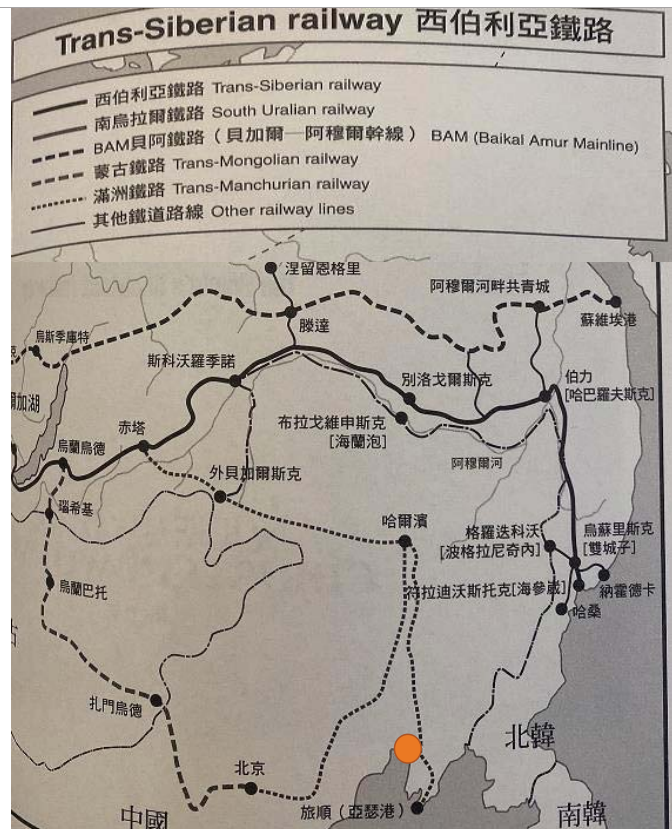 Trans-Siberian railway 西伯利亞鐵路
西伯利亞鐵路 Trans-Siberian railway
南烏拉爾鐵路 South Uralian railway
BAM貝阿鐵路（貝加爾—阿穆爾幹線） BAM (Baikal Amur Mainline)
蒙古鐵路 Trans-Mongolian railway
滿洲鐵路 Trans-Manchurian railway
其他鐵道路線 Other railway lines
涅留恩格里
阿穆爾河畔共青城
蘇維埃港
滕達
烏斯季庫特
斯科沃羅季諾
別洛戈爾斯克
伯力
[哈巴羅夫斯克]
加湖
赤塔
布拉戈維申斯克
[海蘭泡]
阿穆爾河
烏蘭烏德
外貝加爾斯克
瑙希基
哈爾濱
格羅迭科沃
[波格拉尼奇內]
烏蘇里斯克
[雙城子]
烏蘭巴托
符拉迪沃斯托克[海參崴]
納霍德卡
哈桑
扎門烏德
北韓
北京
旅順（亞瑟港）
中國
南韓